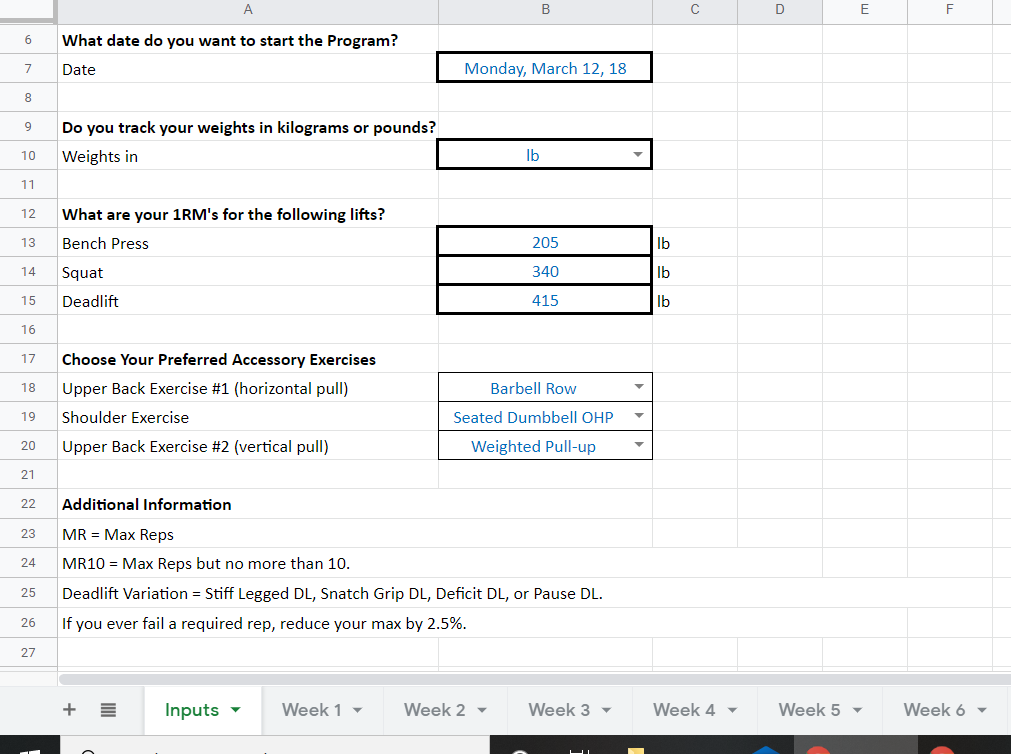 A B C D E F
6 What date do you want to start the Program?
7 Date Monday, March 12, 18
8
9 Do you track your weights in kilograms or pounds?
10 Weights in lb
11
12 What are your 1RM's for the following lifts?
13 Bench Press 205 lb
14 Squat 340 lb
15 Deadlift 415 lb
16
17 Choose Your Preferred Accessory Exercises
18 Upper Back Exercise #1 (horizontal pull) Barbell Row
19 Shoulder Exercise Seated Dumbbell OHP
20 Upper Back Exercise #2 (vertical pull) Weighted Pull-up
21
22 Additional Information
23 MR = Max Reps
24 MR10 = Max Reps but no more than 10.
25 Deadlift Variation = Stiff Legged DL, Snatch Grip DL, Deficit DL, or Pause DL.
26 If you ever fail a required rep, reduce your max by 2.5%.
27
+ Inputs Week 1 Week 2 Week 3 Week 4 Week 5 Week 6